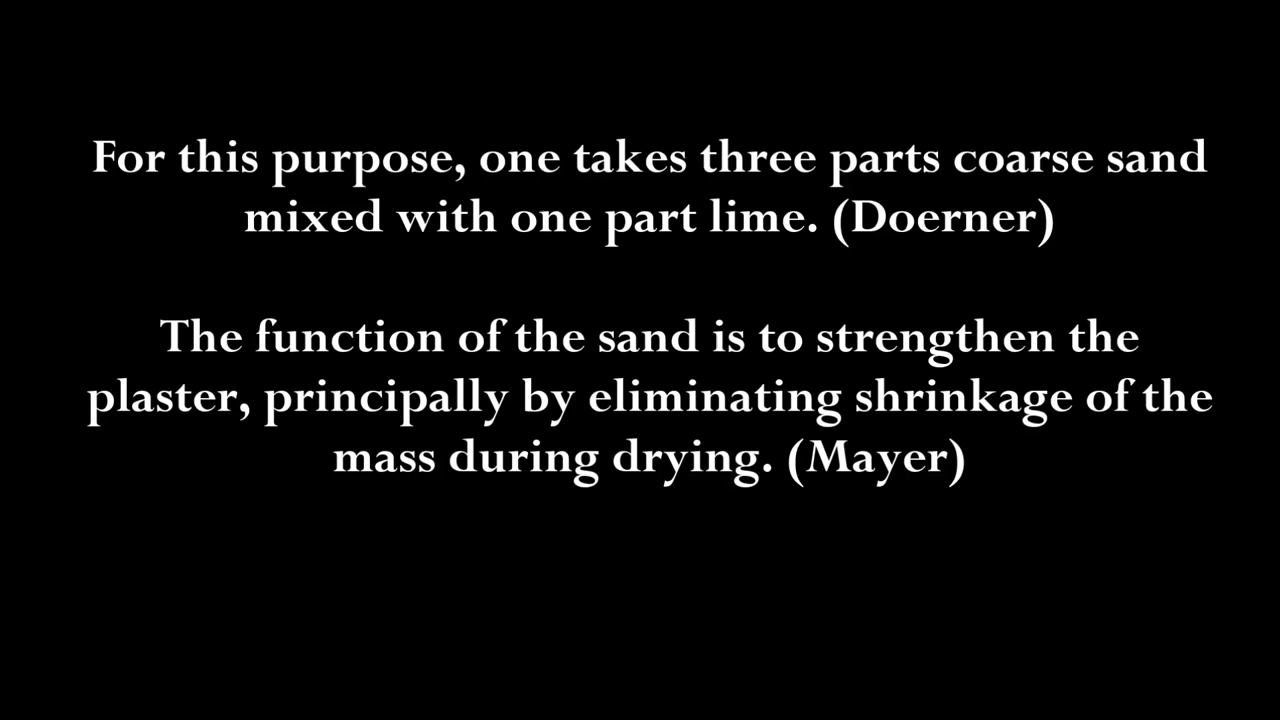 For this purpose, one takes three parts coarse sand
mixed with one part lime. (Doerner)
The function of the sand is to strengthen the
plaster, principally by eliminating shrinkage of the
mass during drying. (Mayer)